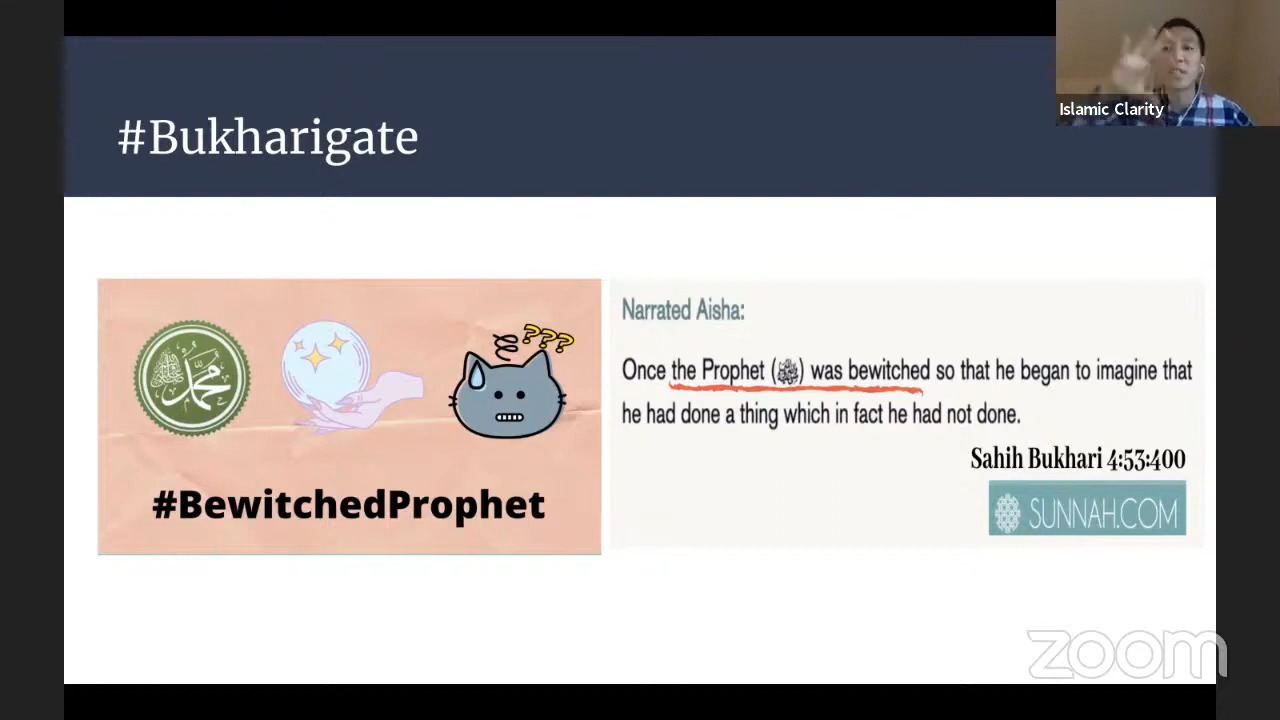 Islamic Clarity
#Bukharigate
محمد
???
#BewitchedProphet
Narrated Aisha:
Once the Prophet (ﷺ) was bewitched so that he began to imagine that
he had done a thing which in fact he had not done.
Sahih Bukhari 4:53:400
SUNNAH.COM
zoom